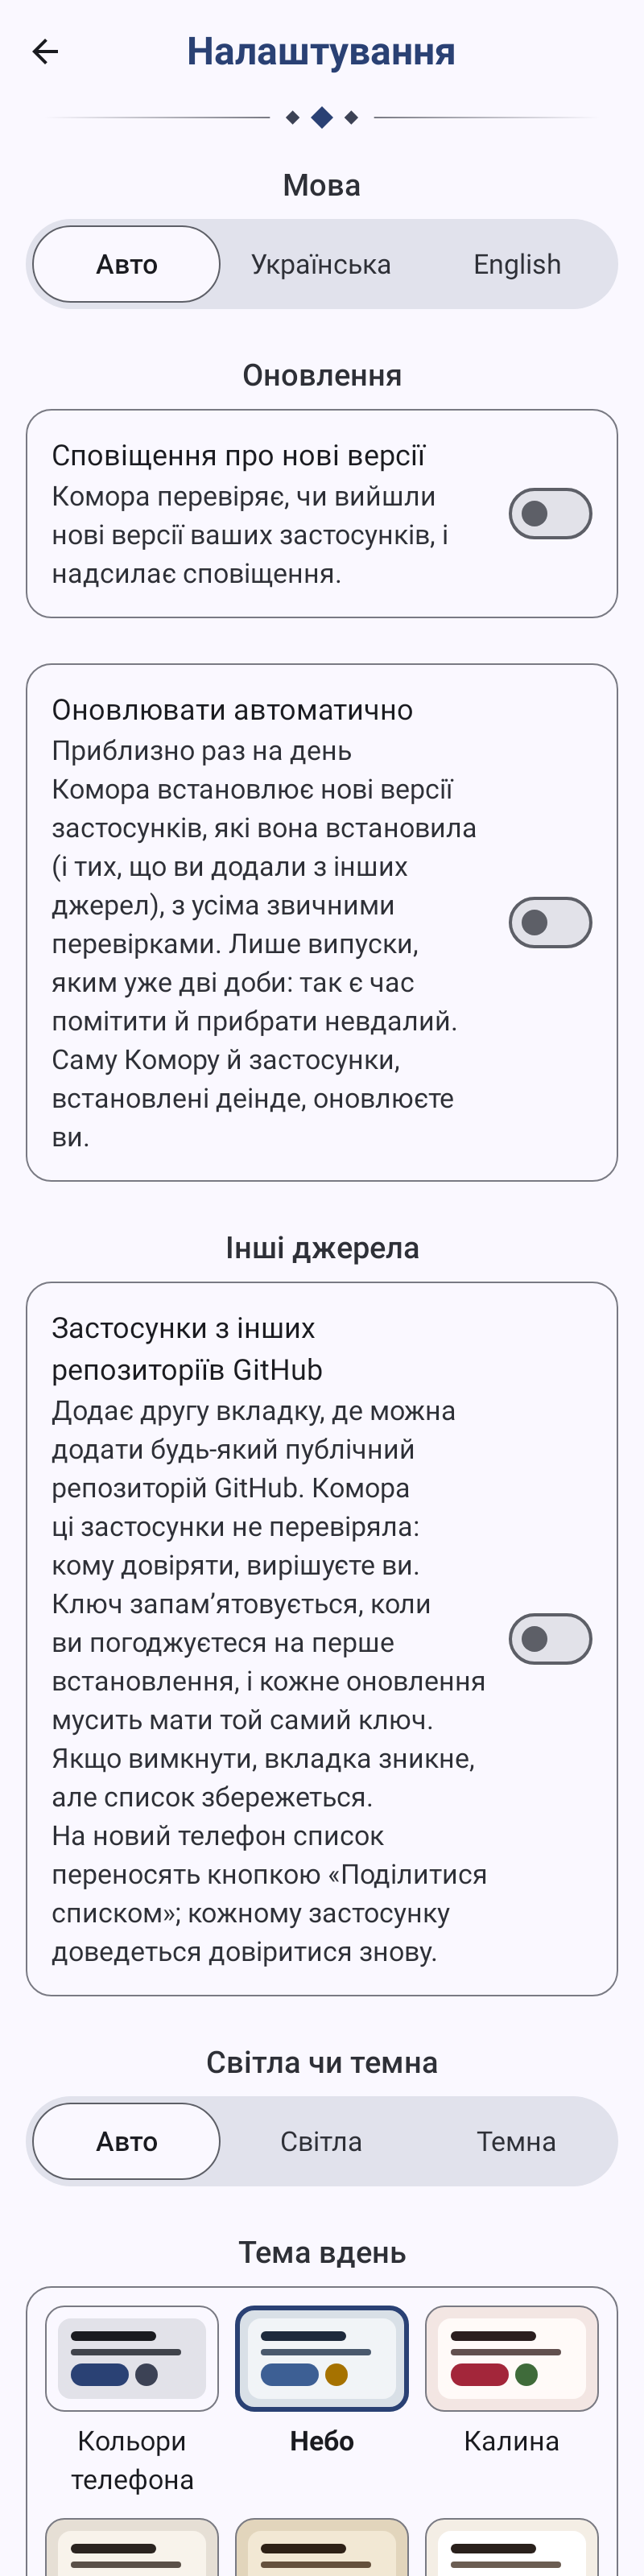 Налаштування
Мова
Авто
Українська
English
Оновлення
Сповіщення про нові версії
Комора перевіряє, чи вийшли
нові версії ваших застосунків, і
надсилає сповіщення.
Оновлювати автоматично
Приблизно раз на день
Комора встановлює нові версії
застосунків, які вона встановила
(і тих, що ви додали з інших
джерел), з усіма звичними
перевірками. Лише випуски,
яким уже дві доби: так є час
помітити й прибрати невдалий.
Саму Комору й застосунки,
встановлені деінде, оновлюєте
ви.
Інші джерела
Застосунки з інших
репозиторіїв GitHub
Додає другу вкладку, де можна
додати будь-який публічний
репозиторій GitHub. Комора
ці застосунки не перевіряла:
кому довіряти, вирішуєте ви.
Ключ запам’ятовується, коли
ви погоджуєтеся на перше
встановлення, і кожне оновлення
мусить мати той самий ключ.
Якщо вимкнути, вкладка зникне,
але список збережеться.
На новий телефон список
переносять кнопкою «Поділитися
списком»; кожному застосунку
доведеться довіритися знову.
Світла чи темна
Авто
Світла
Темна
Тема вдень
Кольори
телефона
Небо
Калина